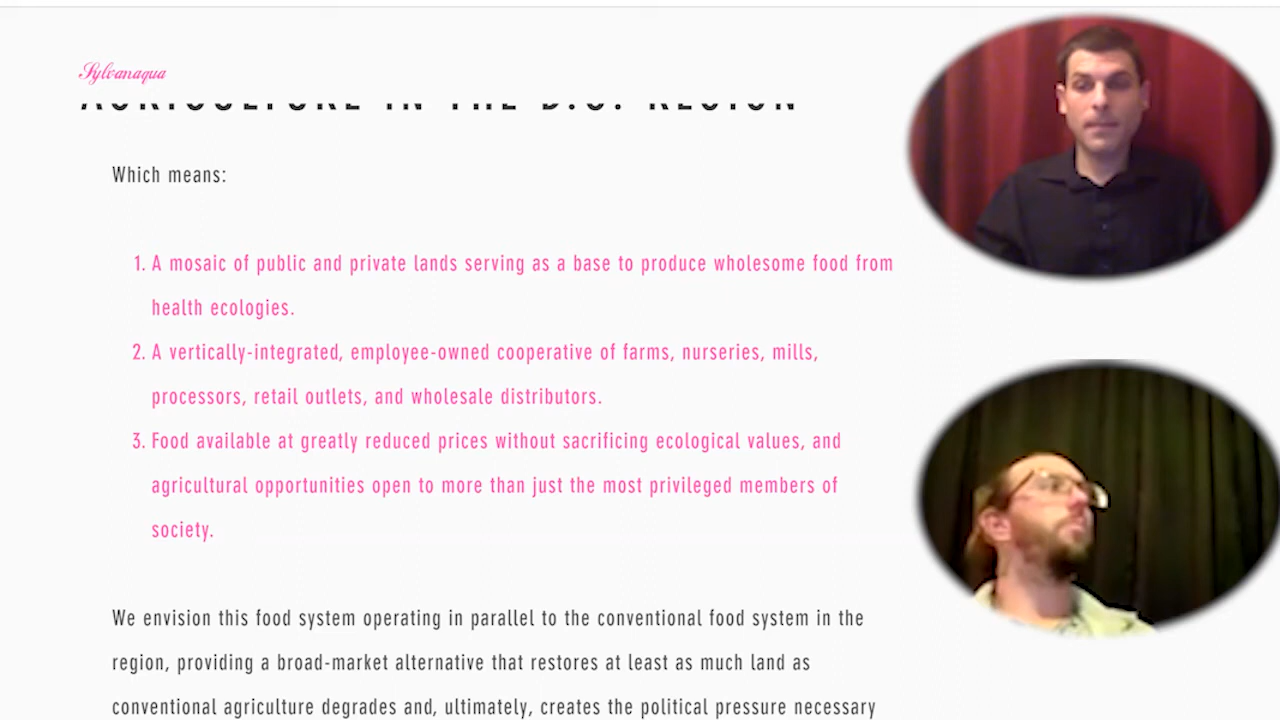 Sylvanaqua
AGRICULTURE IN THE D.C. REGION
Which means:
1. A mosaic of public and private lands serving as a base to produce wholesome food from
health ecologies.
2. A vertically-integrated, employee-owned cooperative of farms, nurseries, mills,
processors, retail outlets, and wholesale distributors.
3. Food available at greatly reduced prices without sacrificing ecological values, and
agricultural opportunities open to more than just the most privileged members of
society.
We envision this food system operating in parallel to the conventional food system in the
region, providing a broad-market alternative that restores at least as much land as
conventional agriculture degrades and, ultimately, creates the political pressure necessary